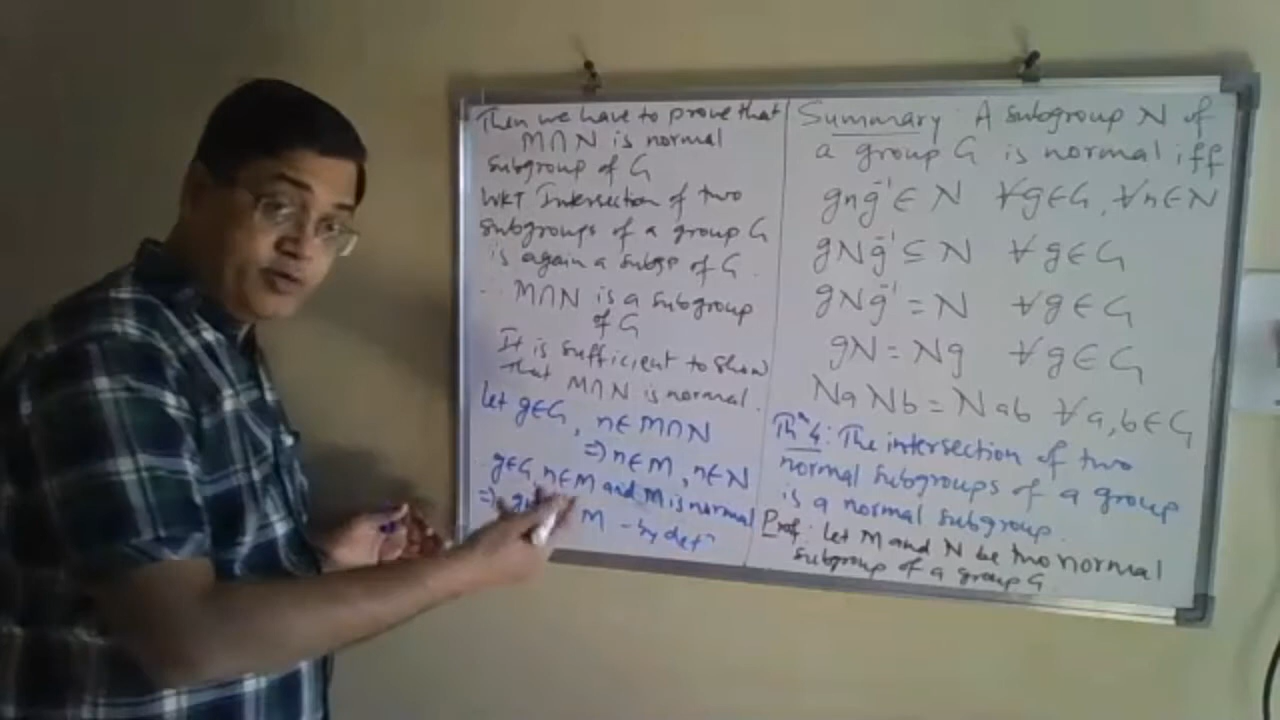 Then we have to prove that
M∩N is normal
subgroup of G
WKT Intersection of two
subgroups of a group G
is again a subgp of G.
∴ M∩N is a subgroup
of G
It is sufficient to show
that M∩N is normal.
Let g∈G, n∈M∩N
⇒ n∈M, n∈N
g∈G, n∈M and M is normal
⇒ M - by defⁿ
Summary: A subgroup N of
a group G is normal iff
gng⁻¹ ∈ N ∀g∈G, ∀n∈N
gNg⁻¹ ⊆ N ∀g∈G
gNg⁻¹ = N ∀g∈G
gN = Ng ∀g∈G
Na Nb = Nab ∀a,b∈G
Thᵐ 4: The intersection of two
normal subgroups of a group
is a normal subgroup.
Proof: Let M and N be two normal
subgroup of a group G